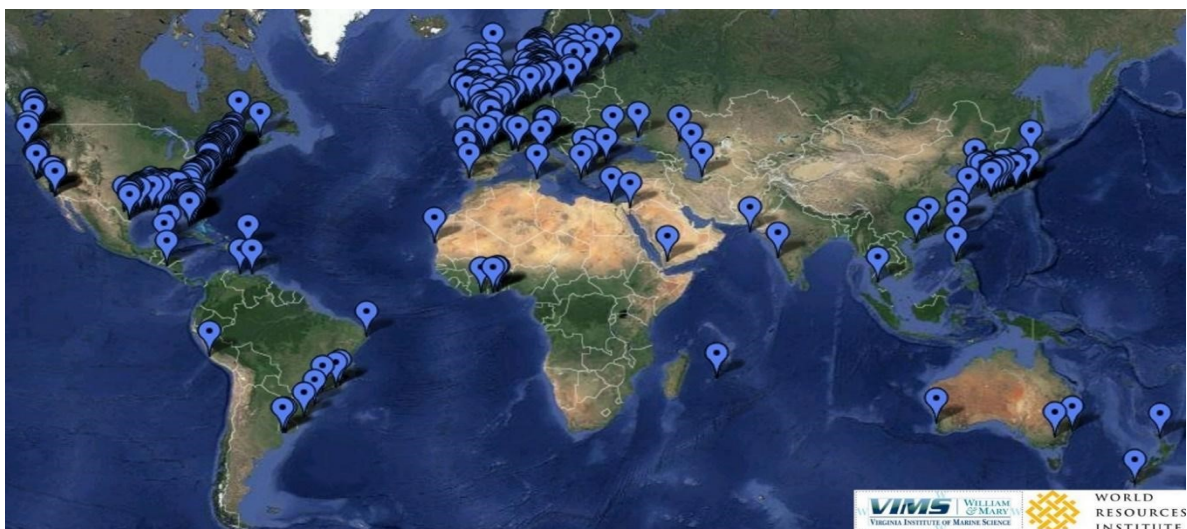 VIMS
WILLIAM
& MARY
VIRGINIA INSTITUTE OF MARINE SCIENCE
WORLD
RESOURCES
INSTITUTE